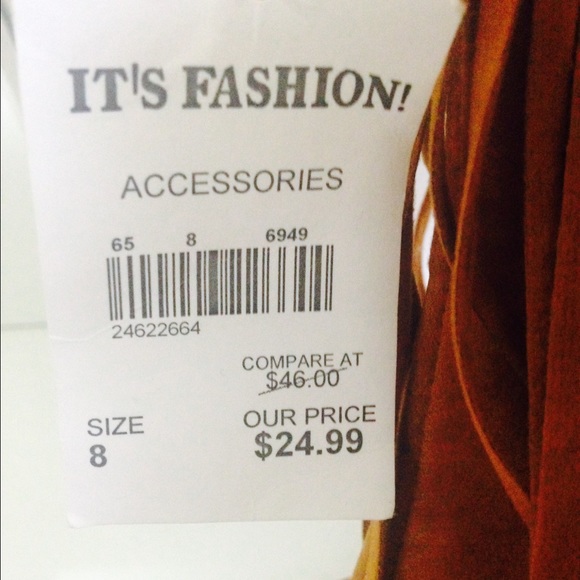 IT'S FASHION!
ACCESSORIES
65 8 6949
24622664
COMPARE AT
$46.00
SIZE
8
OUR PRICE
$24.99